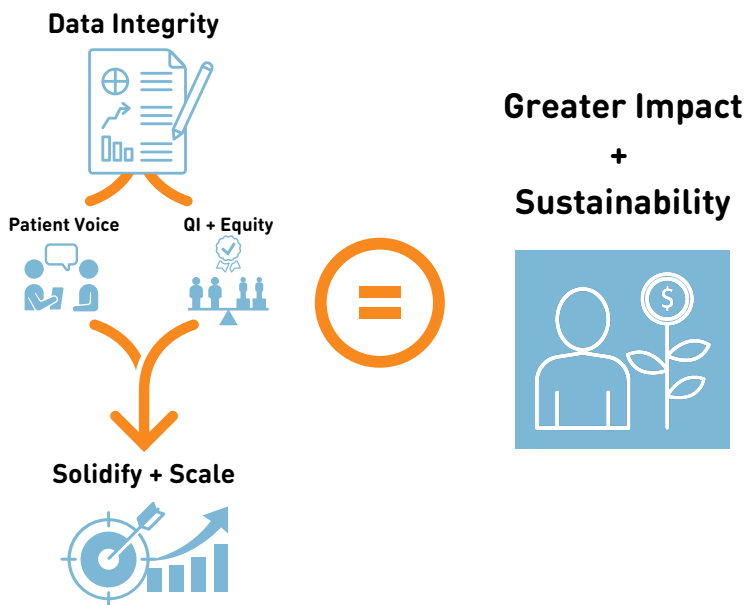 Data Integrity
Patient Voice
QI + Equity
Solidify + Scale
=
Greater Impact
+
Sustainability
$